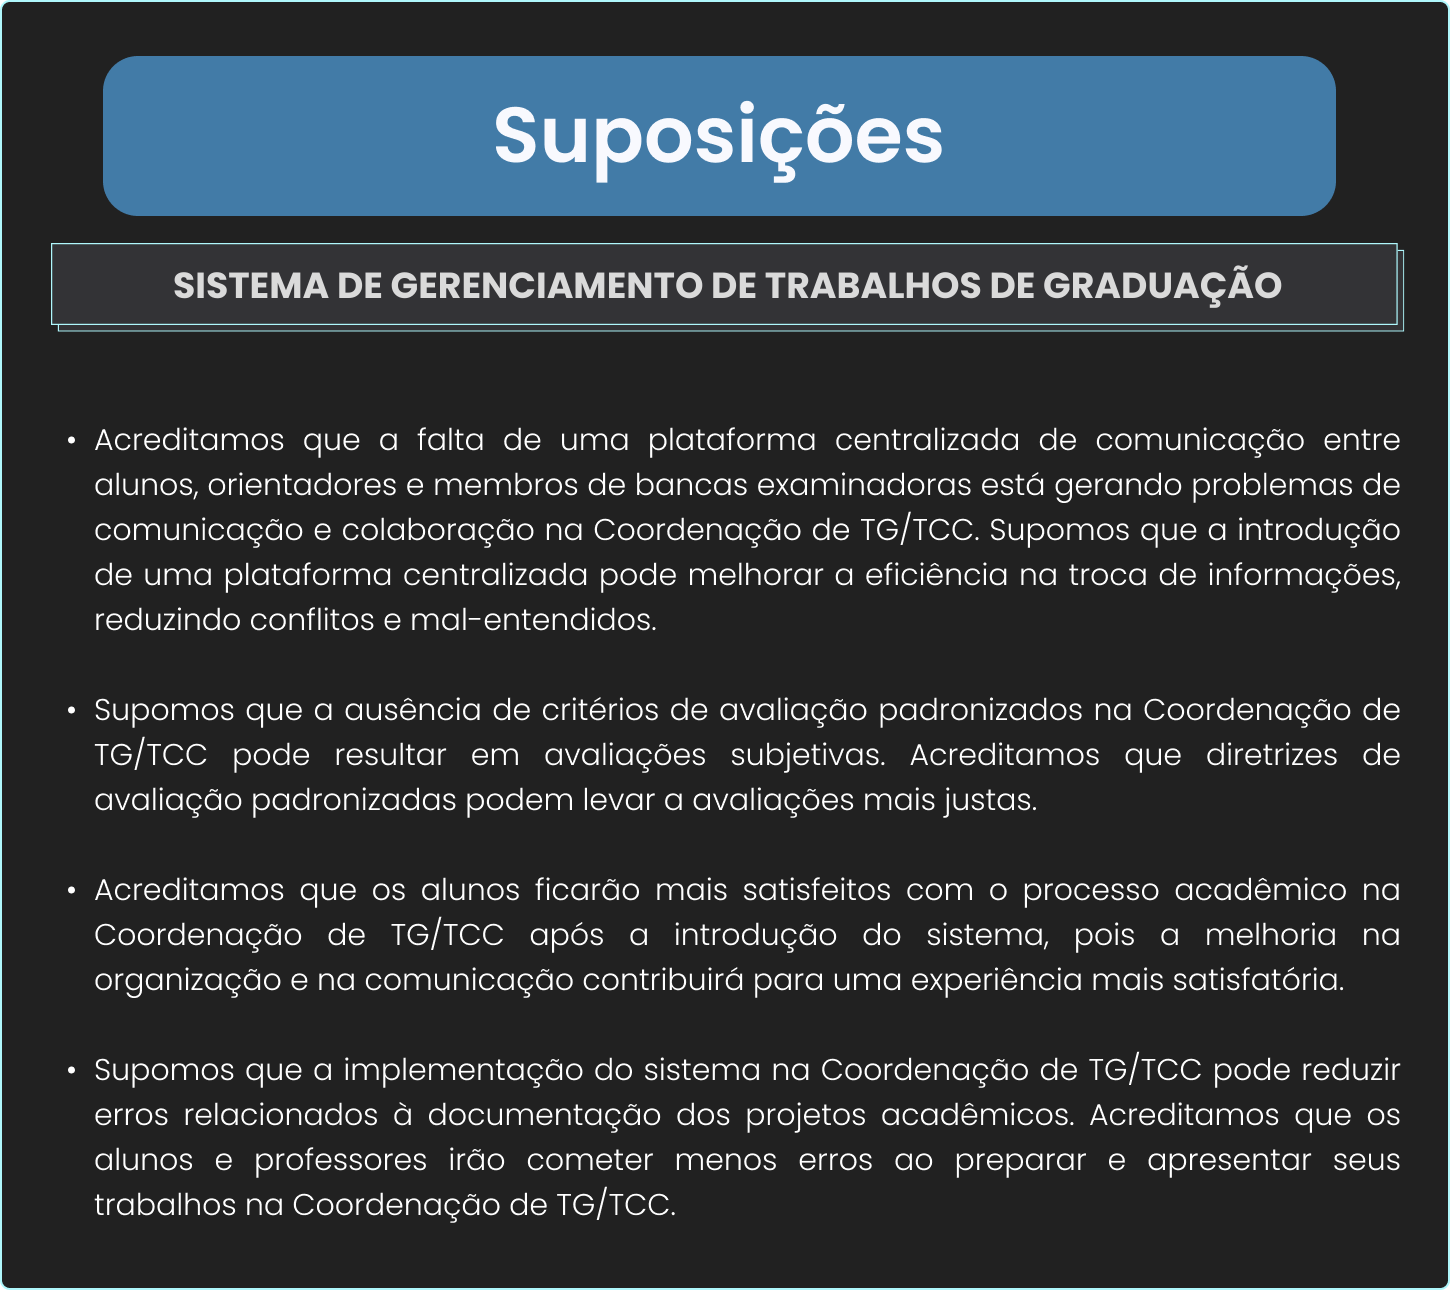 Suposições
SISTEMA DE GERENCIAMENTO DE TRABALHOS DE GRADUAÇÃO
• Acreditamos que a falta de uma plataforma centralizada de comunicação entre
alunos, orientadores e membros de bancas examinadoras está gerando problemas de
comunicação e colaboração na Coordenação de TG/TCC. Supomos que a introdução
de uma plataforma centralizada pode melhorar a eficiência na troca de informações,
reduzindo conflitos e mal-entendidos.
• Supomos que a ausência de critérios de avaliação padronizados na Coordenação de
TG/TCC pode resultar em avaliações subjetivas. Acreditamos que diretrizes de
avaliação padronizadas podem levar a avaliações mais justas.
• Acreditamos que os alunos ficarão mais satisfeitos com o processo acadêmico na
Coordenação de TG/TCC após a introdução do sistema, pois a melhoria na
organização e na comunicação contribuirá para uma experiência mais satisfatória.
• Supomos que a implementação do sistema na Coordenação de TG/TCC pode reduzir
erros relacionados à documentação dos projetos acadêmicos. Acreditamos que os
alunos e professores irão cometer menos erros ao preparar e apresentar seus
trabalhos na Coordenação de TG/TCC.